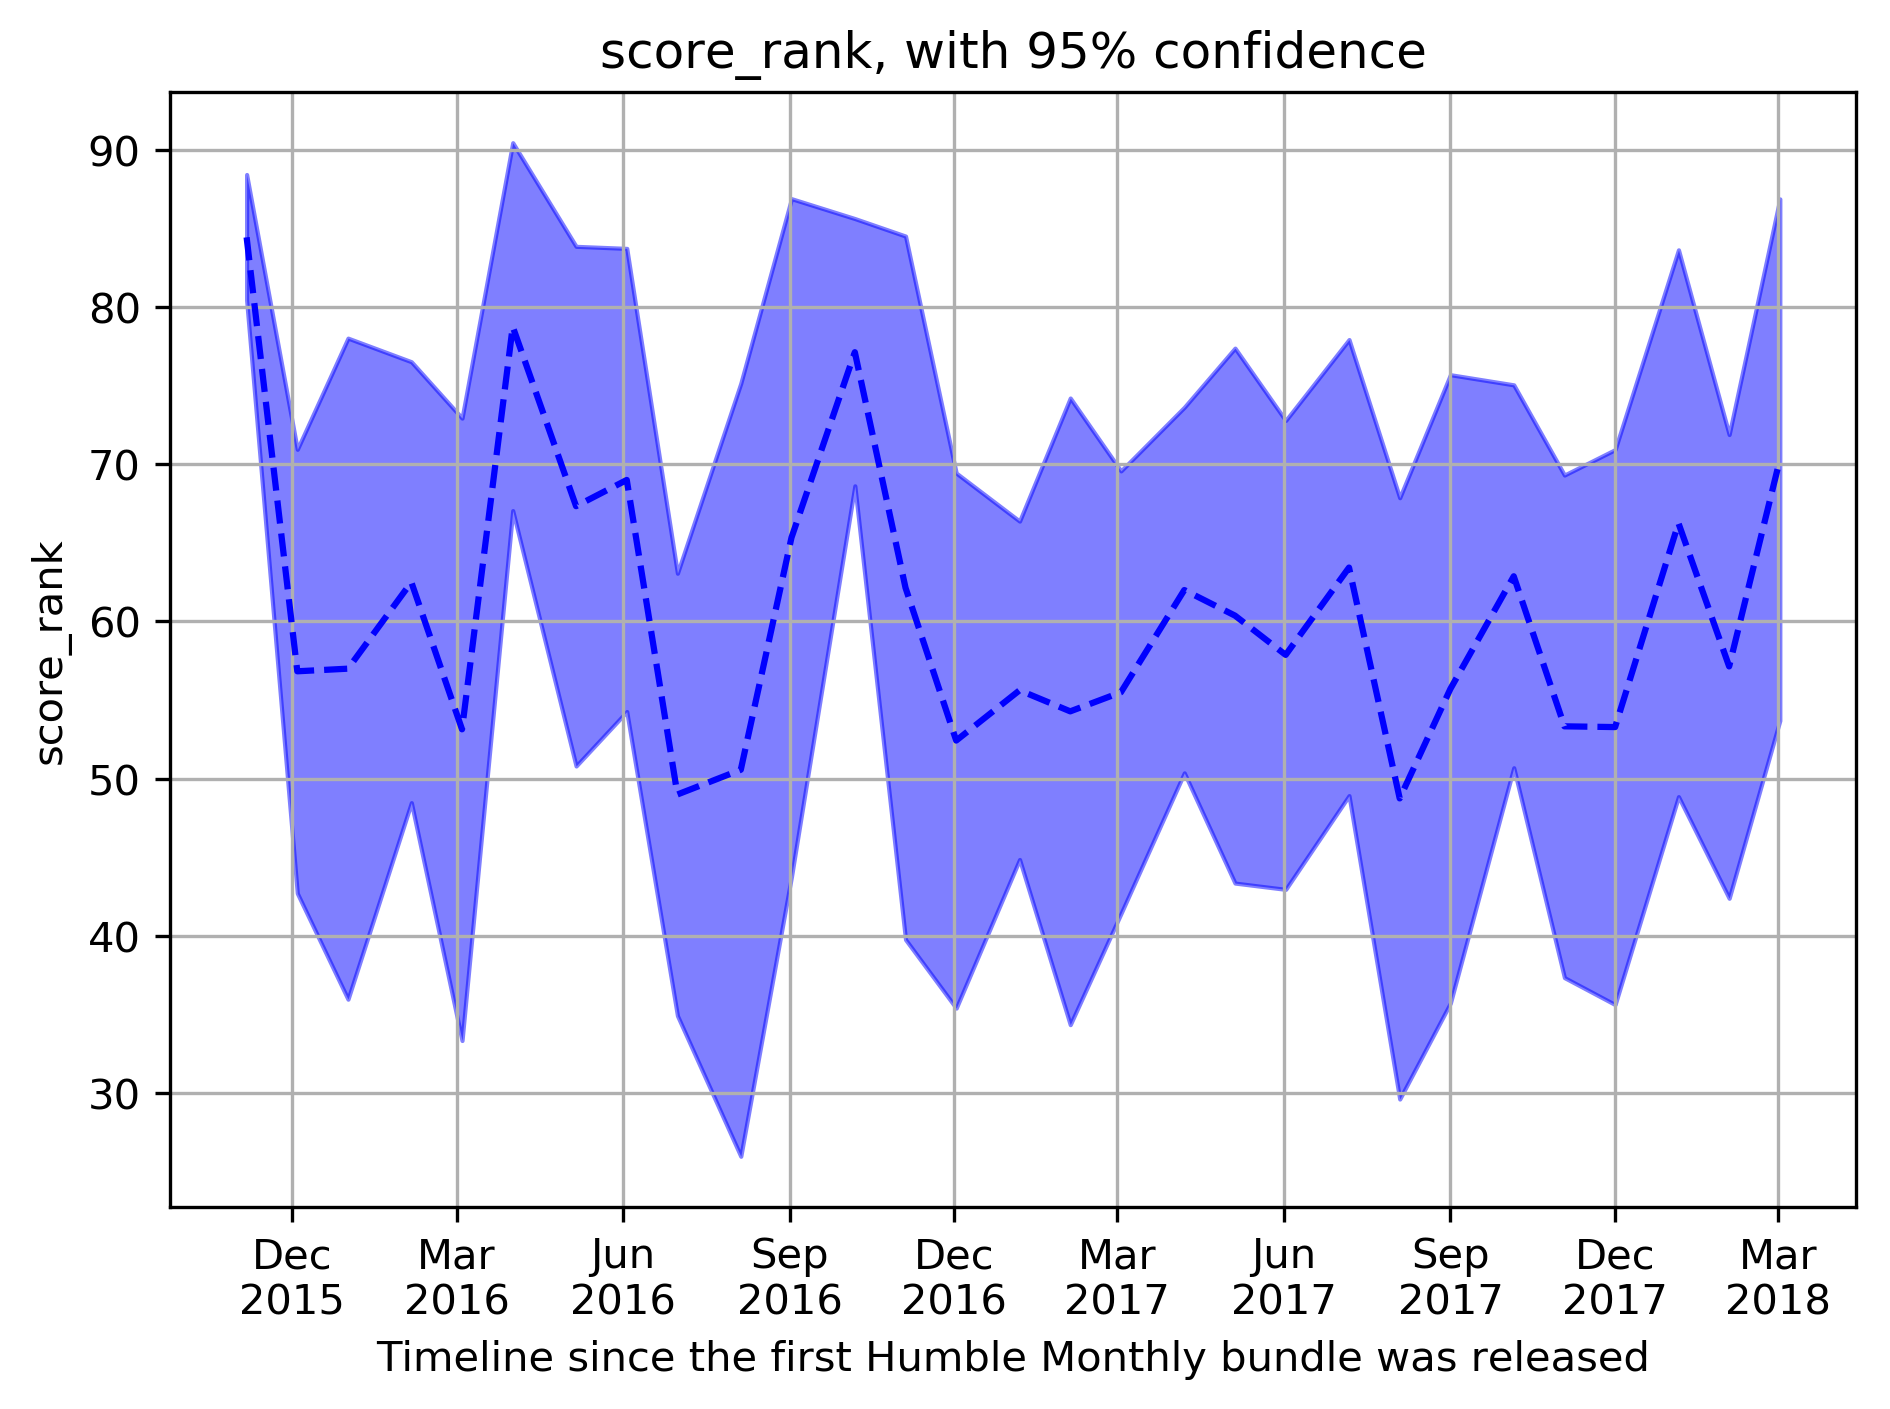 score_rank, with 95% confidence
90
80
70
60
50
40
30
score_rank
Dec
2015
Mar
2016
Jun
2016
Sep
2016
Dec
2016
Mar
2017
Jun
2017
Sep
2017
Dec
2017
Mar
2018
Timeline since the first Humble Monthly bundle was released